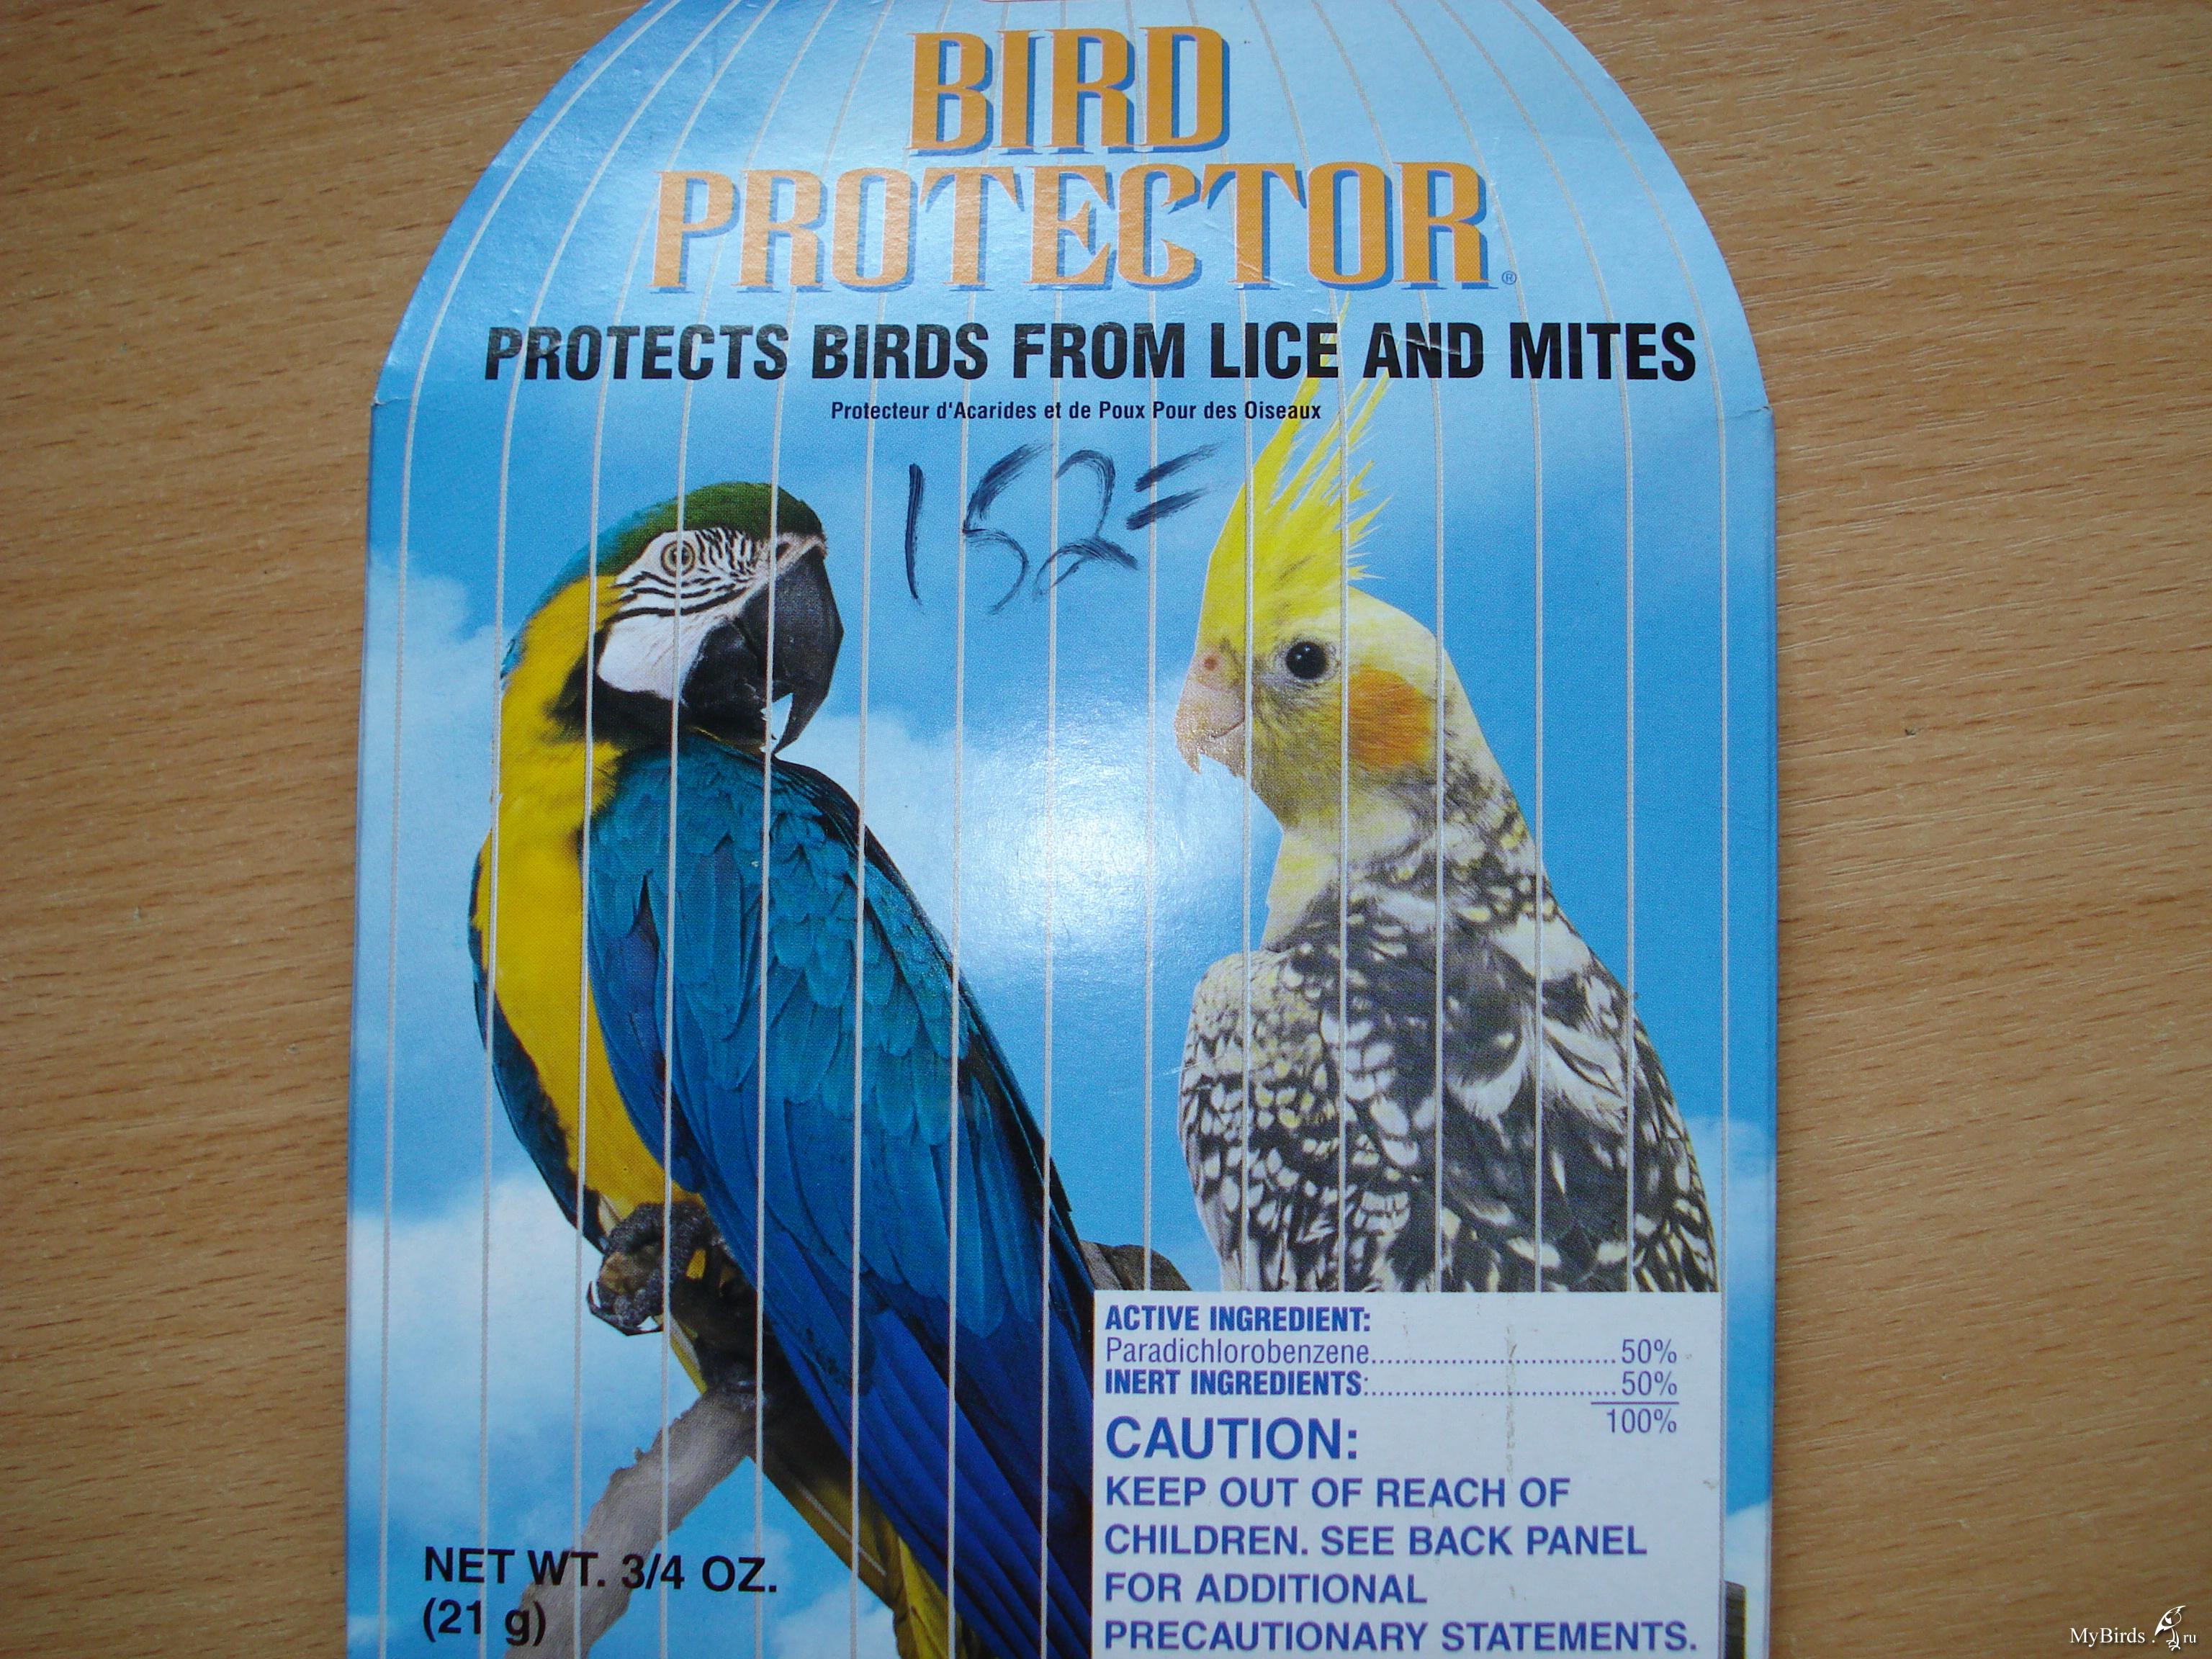 BIRD
PROTECTOR®
PROTECTS BIRDS FROM LICE AND MITES
Protecteur d'Acarides et de Poux Pour des Oiseaux
152=
ACTIVE INGREDIENT:
Paradichlorobenzene................................50%
INERT INGREDIENTS:................................50%
100%
CAUTION:
KEEP OUT OF REACH OF
CHILDREN. SEE BACK PANEL
FOR ADDITIONAL
PRECAUTIONARY STATEMENTS.
NET WT. 3/4 OZ.
(21 g)
MyBirds.ru